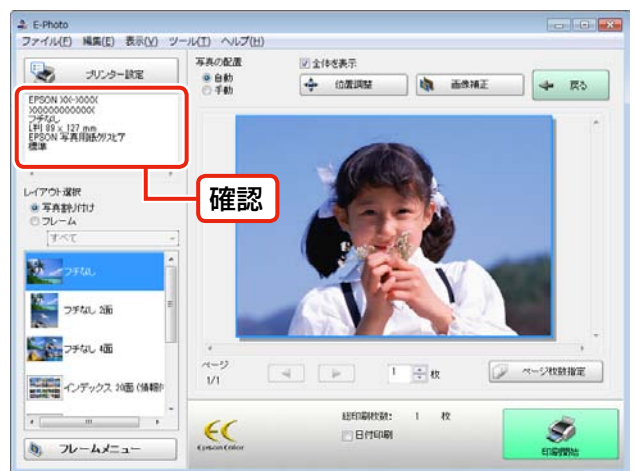 E-Photo
ファイル(F) 編集(E) 表示(V) ツール(T) ヘルプ(H)
プリンター設定
写真の配置
自動
手動
全体を表示
位置調整
画像補正
戻る
フチなし
L判 89 x 127 mm
EPSON 写真用紙クリスピア
標準
確認
レイアウト選択
写真割り付け
フレーム
すべて
フチなし
フチなし 2面
フチなし 4面
インデックス 20面
フレームメニュー
ページ
1/1
1 枚
ページ枚数指定
総印刷枚数: 1 枚
日付印刷
Epson Color
印刷開始